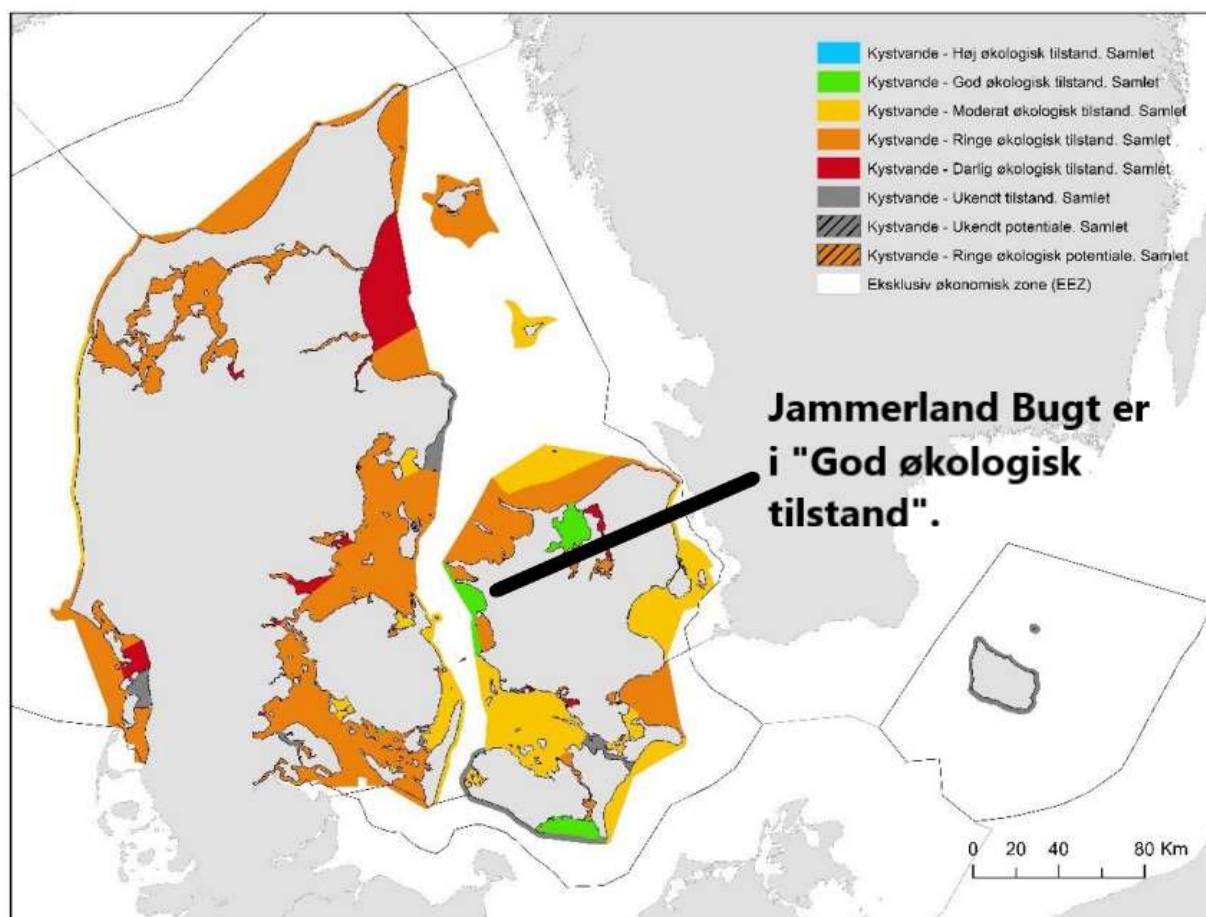 Kystvande - Høj økologisk tilstand. Samlet
Kystvande - God økologisk tilstand. Samlet
Kystvande - Moderat økologisk tilstand. Samlet
Kystvande - Ringe økologisk tilstand. Samlet
Kystvande - Darlig økologisk tilstand. Samlet
Kystvande - Ukendt tilstand. Samlet
Kystvande - Ukendt potentiale. Samlet
Kystvande - Ringe økologisk potentiale. Samlet
Eksklusiv økonomisk zone (EEZ)
Jammerland Bugt er
i "God økologisk
tilstand".
0 20 40 80 Km